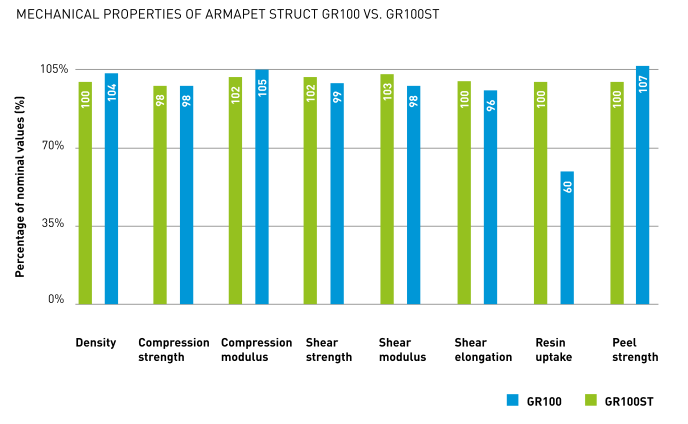 MECHANICAL PROPERTIES OF ARMAPET STRUCT GR100 VS. GR100ST
Percentage of nominal values (%)
105%
70%
35%
0%
100
104
98
98
102
105
102
99
103
98
100
96
100
60
100
107
Density
Compression
strength
Compression
modulus
Shear
strength
Shear
modulus
Shear
elongation
Resin
uptake
Peel
strength
GR100
GR100ST